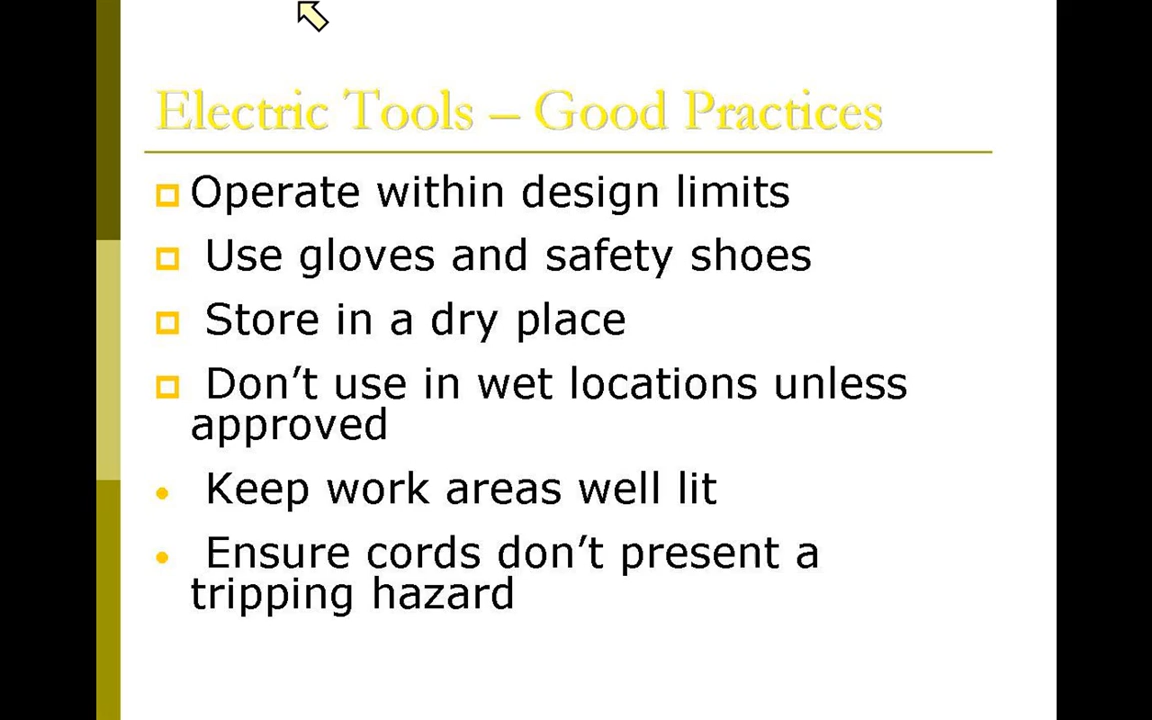 Electric Tools – Good Practices
Operate within design limits
Use gloves and safety shoes
Store in a dry place
Don’t use in wet locations unless
approved
Keep work areas well lit
Ensure cords don’t present a
tripping hazard